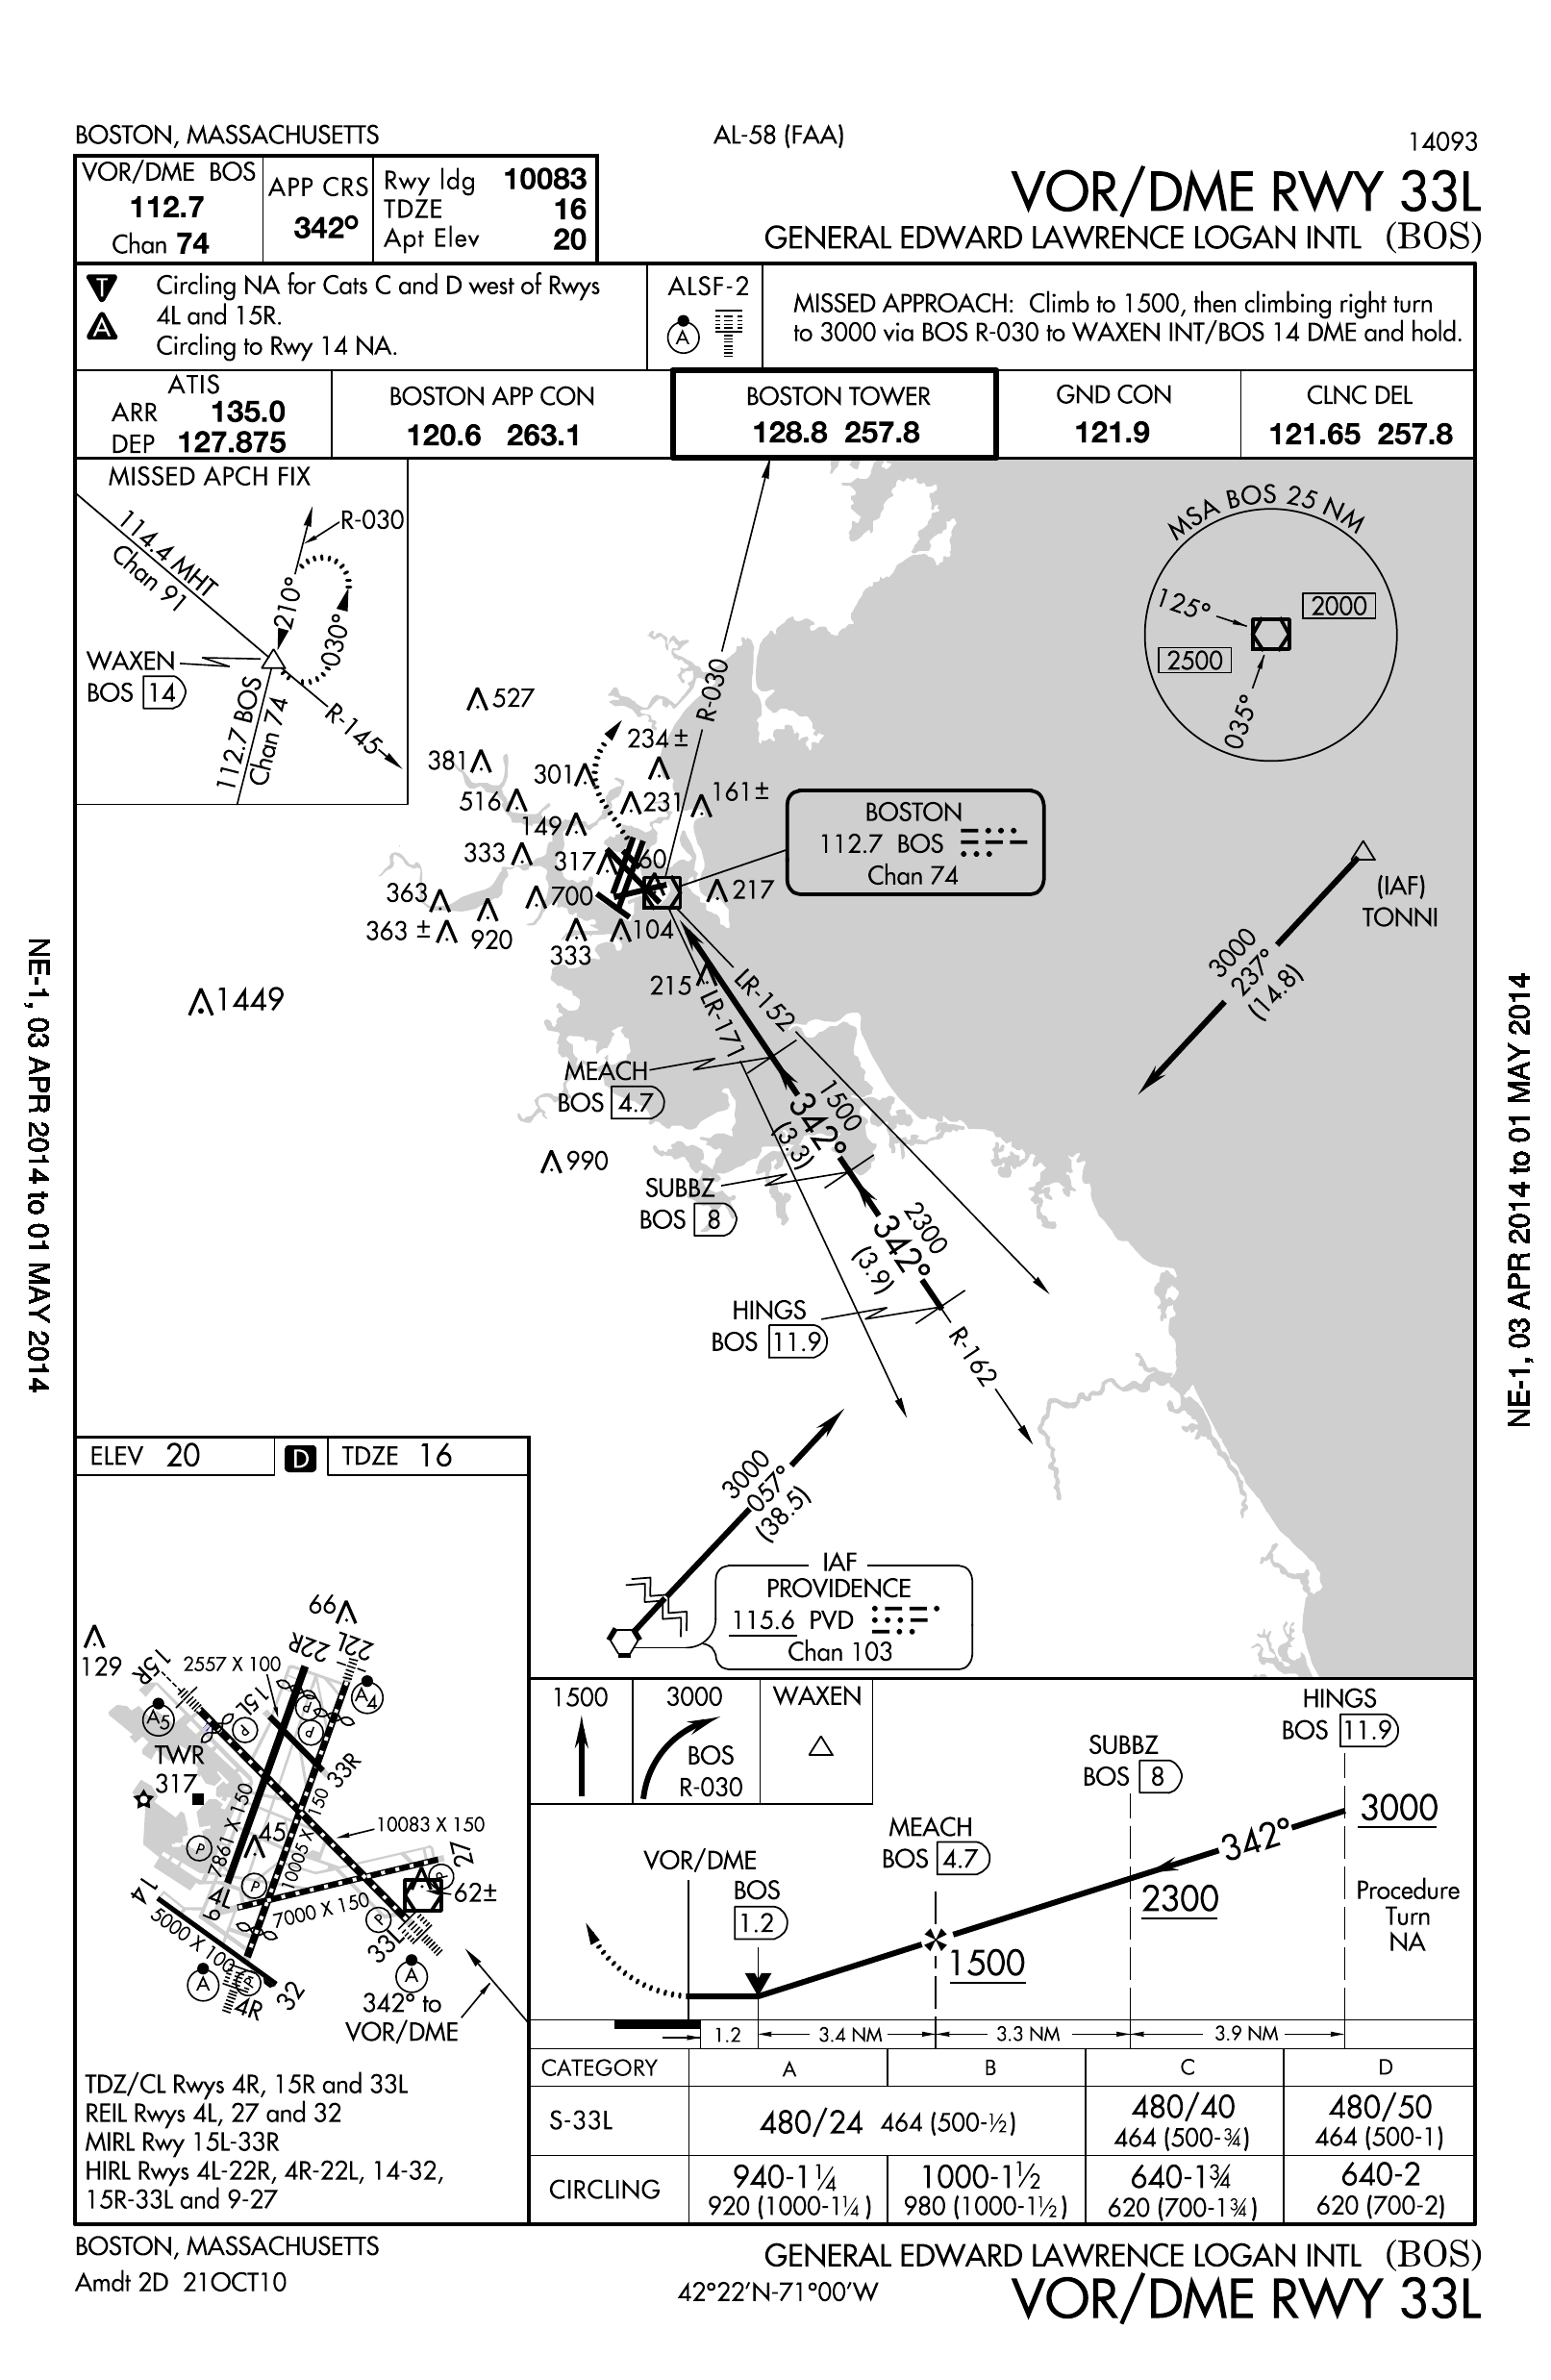 BOSTON, MASSACHUSETTS
AL-58 (FAA)
14093
VOR/DME BOS
112.7
Chan 74
APP CRS
342°
Rwy ldg 10083
TDZE 16
Apt Elev 20
VOR/DME RWY 33L
GENERAL EDWARD LAWRENCE LOGAN INTL (BOS)
T
A
Circling NA for Cats C and D west of Rwys
4L and 15R.
Circling to Rwy 14 NA.
ALSF-2
A
MISSED APPROACH: Climb to 1500, then climbing right turn
to 3000 via BOS R-030 to WAXEN INT/BOS 14 DME and hold.
ATIS
ARR 135.0
DEP 127.875
BOSTON APP CON
120.6 263.1
BOSTON TOWER
128.8 257.8
GND CON
121.9
CLNC DEL
121.65 257.8
MISSED APCH FIX
R-030
114.4 MHT
Chan 91
210°
030°
WAXEN
BOS 14
112.7 BOS
Chan 74
R-145
MSA BOS 25 NM
125°
2000
2500
035°
R-030
527
234±
381
301
516
231
161±
149
333
317
60
363
700
217
363 ±
920
333
104
215
1449
990
BOSTON
112.7 BOS
Chan 74
(IAF)
TONNI
3000
237°
(14.8)
LR-152
LR-171
MEACH
BOS 4.7
1500
342°
(3.3)
SUBBZ
BOS 8
2300
342°
(3.9)
HINGS
BOS 11.9
R-162
3000
057°
(38.5)
IAF
PROVIDENCE
115.6 PVD
Chan 103
NE-1, 03 APR 2014 to 01 MAY 2014
NE-1, 03 APR 2014 to 01 MAY 2014
ELEV 20
D
TDZE 16
99
129
15R
2557 X 100
22R
22L
15L
A5
A4
P
P
P
TWR
317
33R
7861 X 150
10005 X 150
10083 X 150
45
P
P
P
P
P
27
62±
4L
9
7000 X 150
14
5000 X 100
33L
A
A
4R
32
342° to
VOR/DME
TDZ/CL Rwys 4R, 15R and 33L
REIL Rwys 4L, 27 and 32
MIRL Rwy 15L-33R
HIRL Rwys 4L-22R, 4R-22L, 14-32,
15R-33L and 9-27
1500
3000
BOS
R-030
WAXEN
HINGS
BOS 11.9
SUBBZ
BOS 8
MEACH
BOS 4.7
VOR/DME
BOS
1.2
342°
3000
2300
1500
Procedure
Turn
NA
1.2
3.4 NM
3.3 NM
3.9 NM
CATEGORY A B C D
S-33L
480/24 464 (500-½)
480/40
464 (500-¾)
480/50
464 (500-1)
CIRCLING
940-1¼
920 (1000-1¼)
1000-1½
980 (1000-1½)
640-1¾
620 (700-1¾)
640-2
620 (700-2)
BOSTON, MASSACHUSETTS
Amdt 2D 21OCT10
42°22'N-71°00'W
GENERAL EDWARD LAWRENCE LOGAN INTL (BOS)
VOR/DME RWY 33L